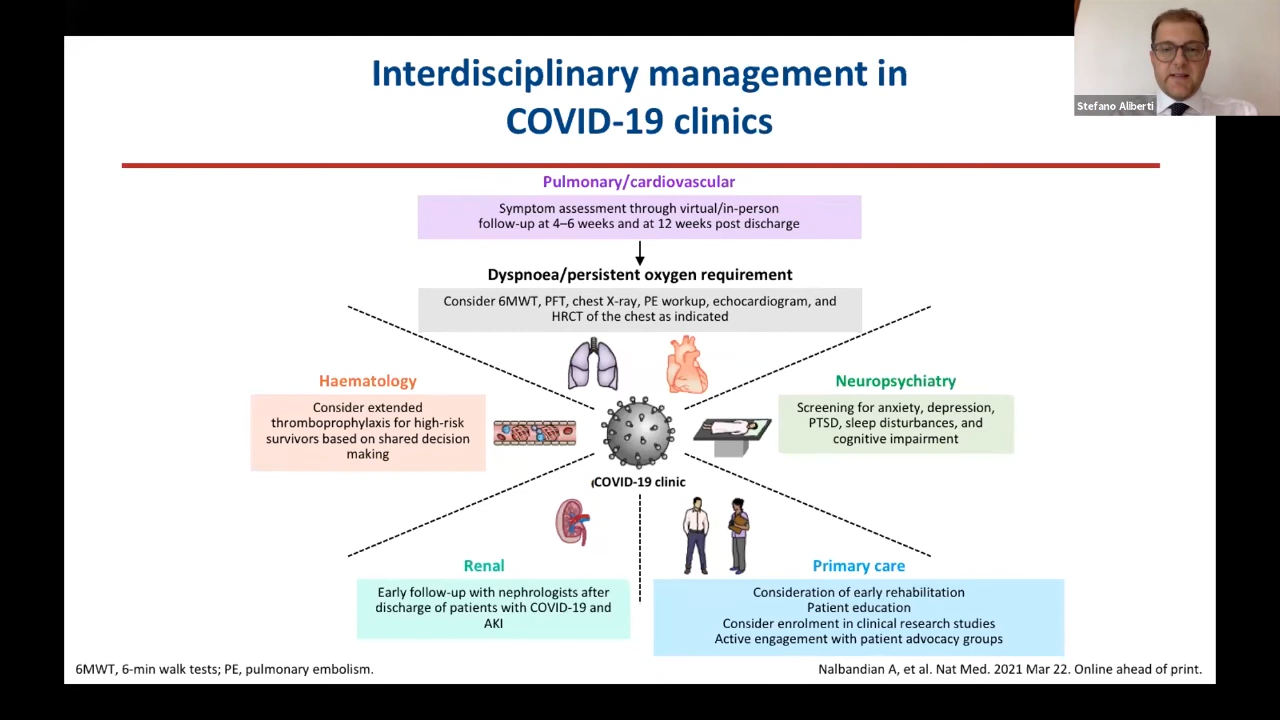 Interdisciplinary management in
COVID-19 clinics
Stefano Aliberti
Pulmonary/cardiovascular
Symptom assessment through virtual/in-person
follow-up at 4–6 weeks and at 12 weeks post discharge
Dyspnoea/persistent oxygen requirement
Consider 6MWT, PFT, chest X-ray, PE workup, echocardiogram, and
HRCT of the chest as indicated
Haematology
Consider extended
thromboprophylaxis for high-risk
survivors based on shared decision
making
Neuropsychiatry
Screening for anxiety, depression,
PTSD, sleep disturbances, and
cognitive impairment
COVID-19 clinic
Renal
Early follow-up with nephrologists after
discharge of patients with COVID-19 and
AKI
Primary care
Consideration of early rehabilitation
Patient education
Consider enrolment in clinical research studies
Active engagement with patient advocacy groups
6MWT, 6-min walk tests; PE, pulmonary embolism.
Nalbandian A, et al. Nat Med. 2021 Mar 22. Online ahead of print.